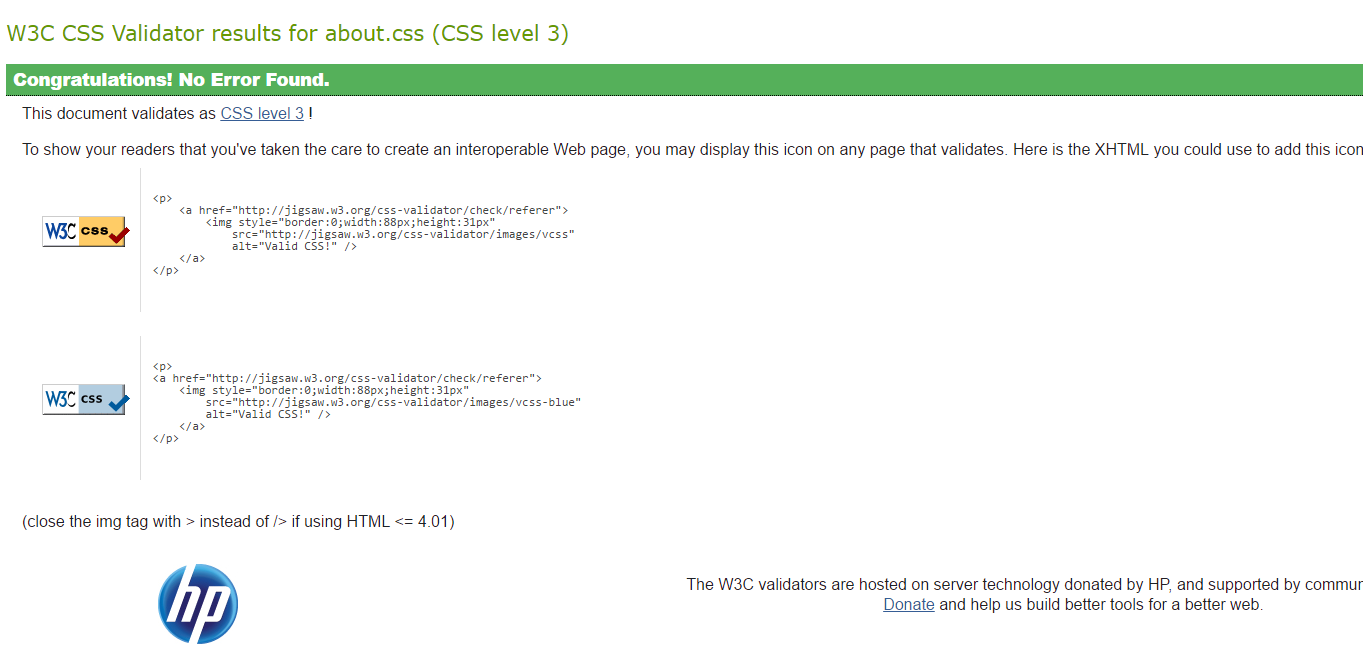 W3C CSS Validator results for about.css (CSS level 3)
Congratulations! No Error Found.
This document validates as CSS level 3 !
To show your readers that you've taken the care to create an interoperable Web page, you may display this icon on any page that validates. Here is the XHTML you could use to add this icon
W3C css
<p>
<a href="http://jigsaw.w3.org/css-validator/check/referer">
<img style="border:0;width:88px;height:31px"
src="http://jigsaw.w3.org/css-validator/images/vcss"
alt="Valid CSS!" />
</a>
</p>
W3C css
<p>
<a href="http://jigsaw.w3.org/css-validator/check/referer">
<img style="border:0;width:88px;height:31px"
src="http://jigsaw.w3.org/css-validator/images/vcss-blue"
alt="Valid CSS!" />
</a>
</p>
(close the img tag with > instead of /> if using HTML <= 4.01)
hp
The W3C validators are hosted on server technology donated by HP, and supported by commur
Donate and help us build better tools for a better web.